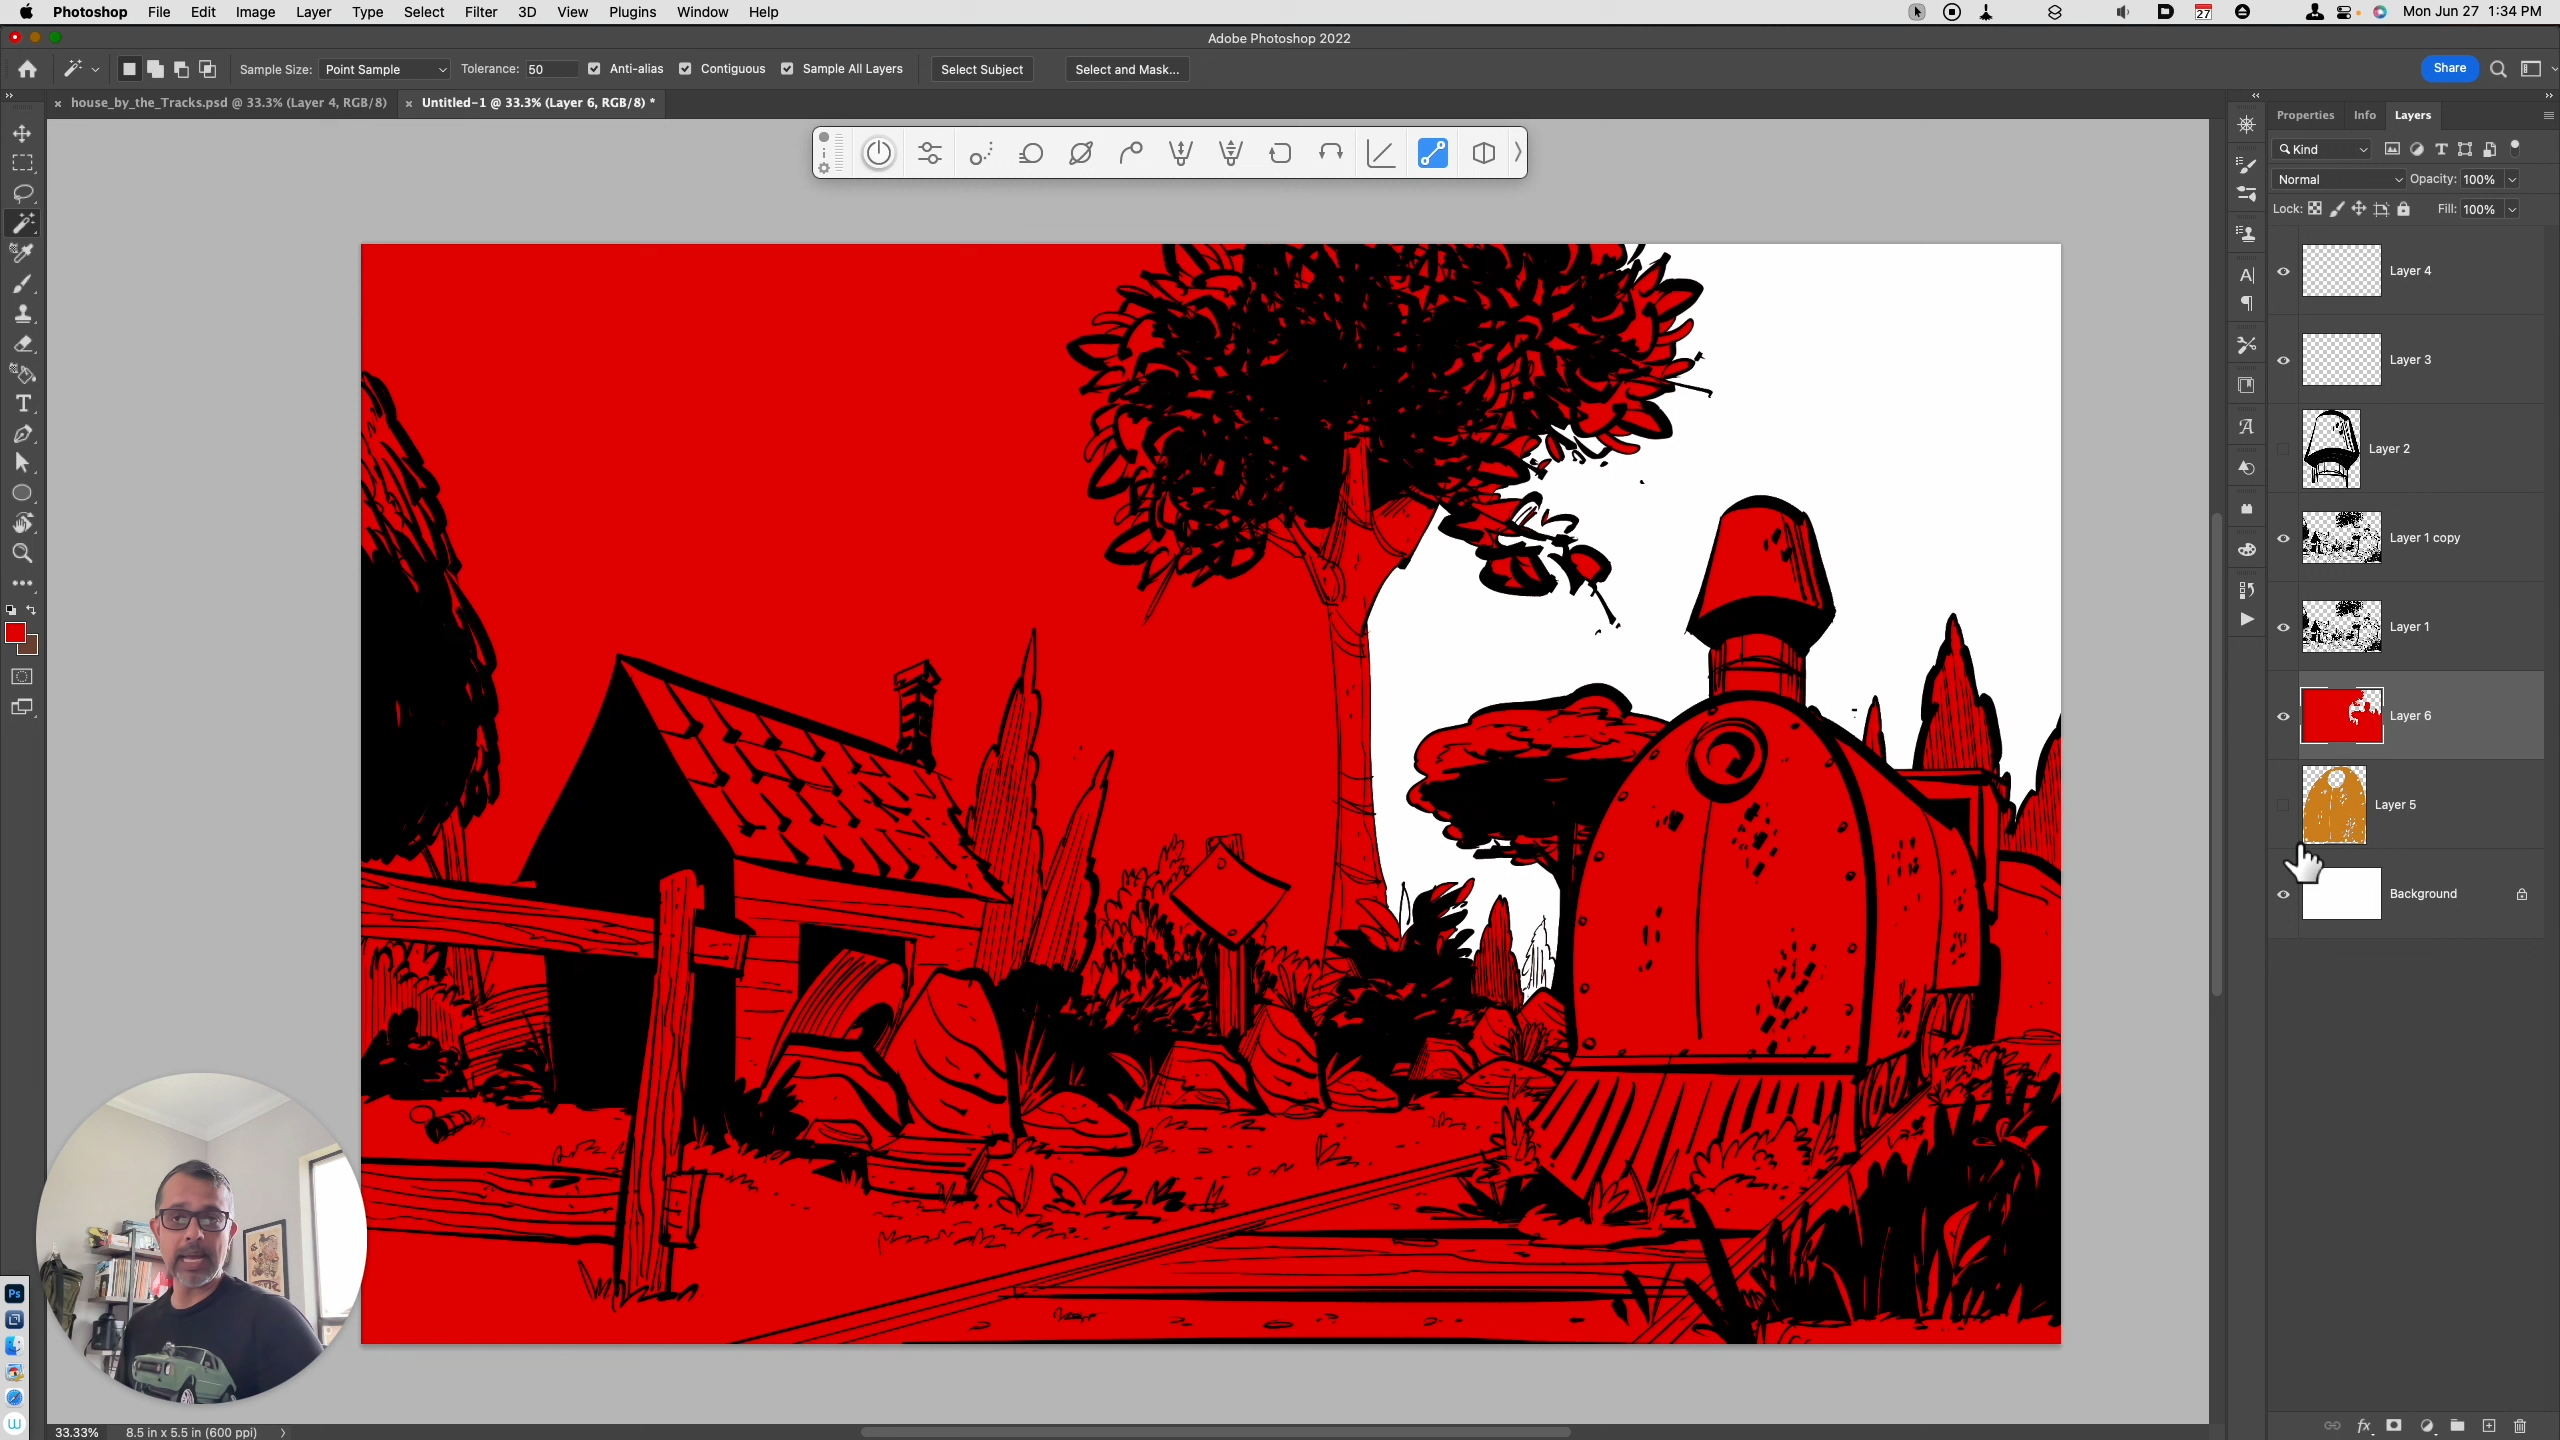 Photoshop File Edit Image Layer Type Select Filter 3D View Plugins Window Help 27 Mon Jun 27 1:34 PM
Adobe Photoshop 2022
Sample Size: Point Sample Tolerance: 50 Anti-alias Contiguous Sample All Layers Select Subject Select and Mask... Share
house_by_the_Tracks.psd @ 33.3% (Layer 4, RGB/8) Untitled-1 @ 33.3% (Layer 6, RGB/8) *
Properties Info Layers
Kind
Normal Opacity: 100%
Lock: Fill: 100%
Layer 4
Layer 3
Layer 2
Layer 1 copy
Layer 1
Layer 6
Layer 5
Background
Ps
33.33% 8.5 in x 5.5 in (600 ppi)
fx